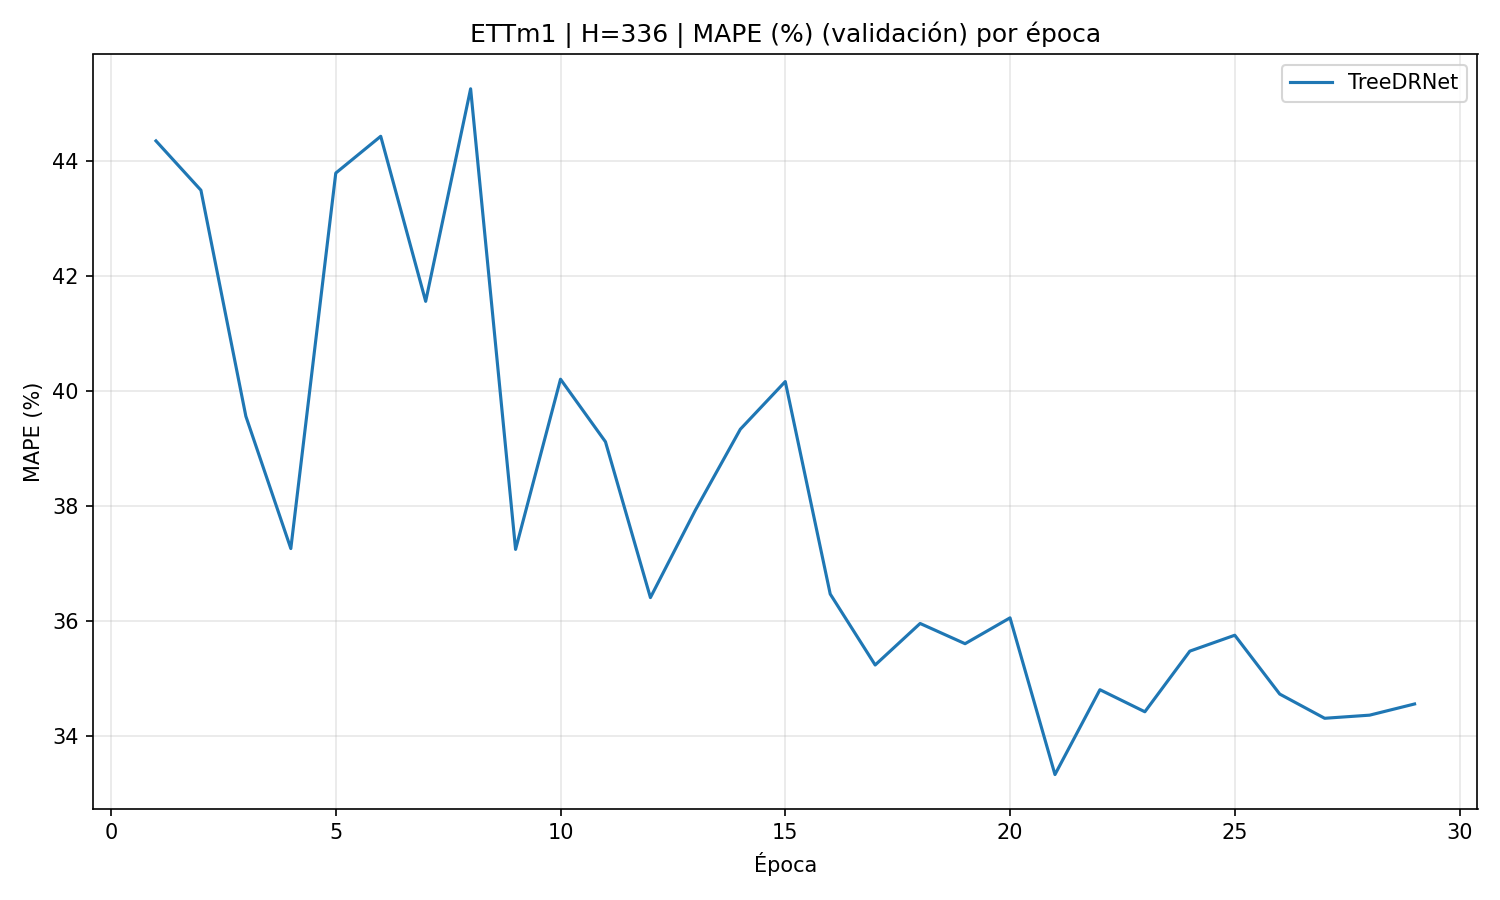 ETTm1 | H=336 | MAPE (%) (validación) por época
TreeDRNet
44
42
40
38
36
34
MAPE (%)
0 5 10 15 20 25 30
Época